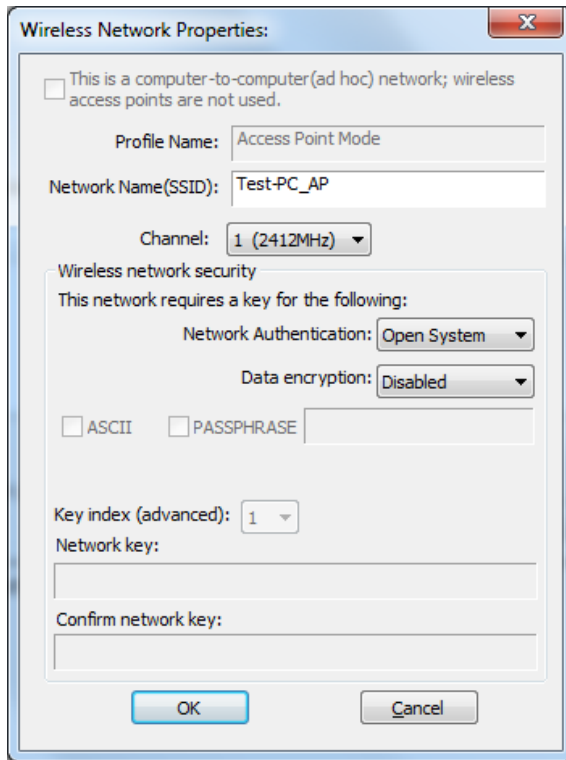 Wireless Network Properties:
This is a computer-to-computer(ad hoc) network; wireless
access points are not used.
Profile Name: Access Point Mode
Network Name(SSID): Test-PC_AP
Channel: 1 (2412MHz)
Wireless network security
This network requires a key for the following:
Network Authentication: Open System
Data encryption: Disabled
ASCII PASSPHRASE
Key index (advanced): 1
Network key:
Confirm network key:
OK Cancel